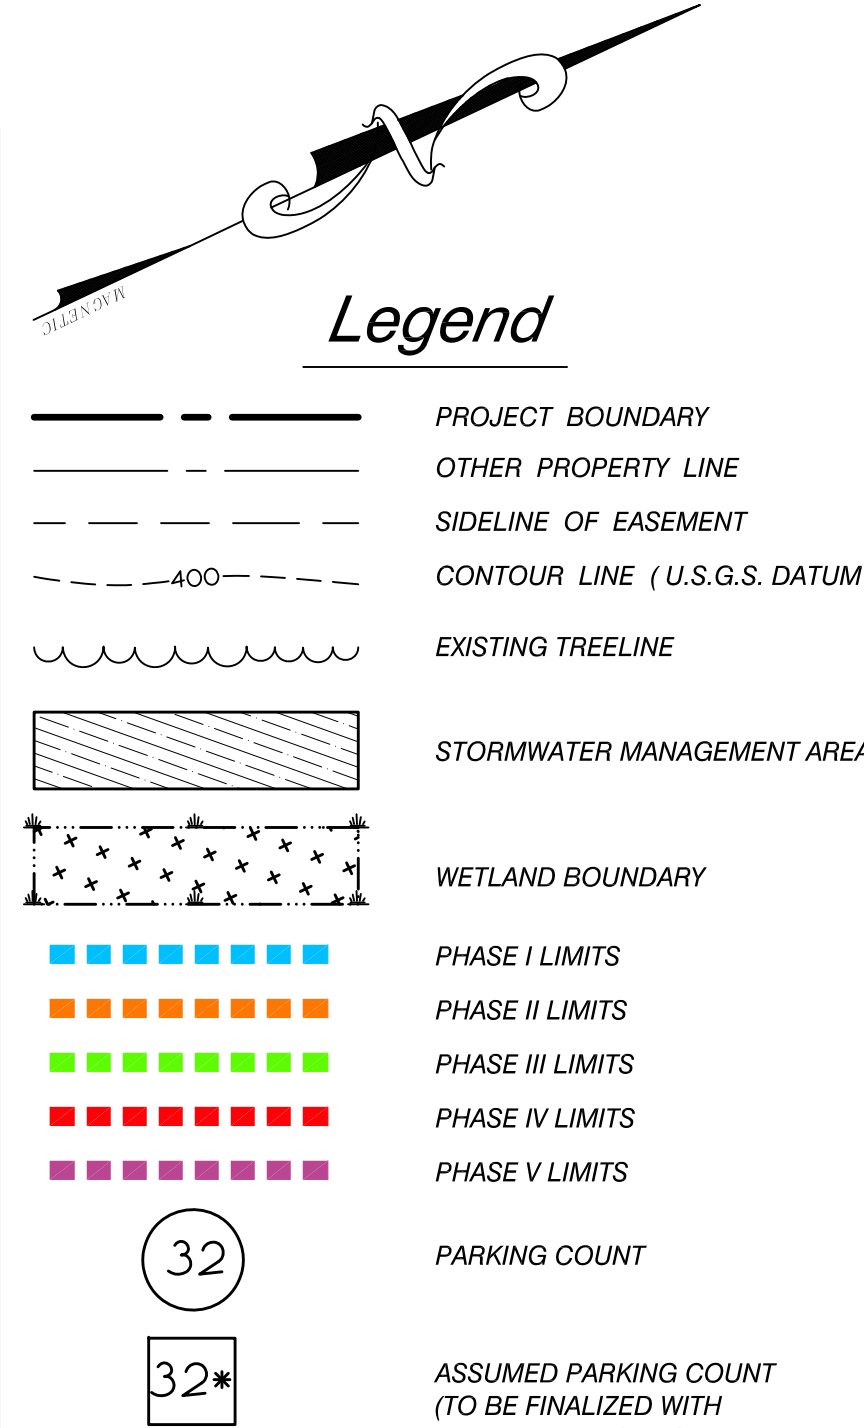 N
MAGNETIC
Legend
PROJECT BOUNDARY
OTHER PROPERTY LINE
SIDELINE OF EASEMENT
400
CONTOUR LINE ( U.S.G.S. DATUM
EXISTING TREELINE
STORMWATER MANAGEMENT AREA
WETLAND BOUNDARY
PHASE I LIMITS
PHASE II LIMITS
PHASE III LIMITS
PHASE IV LIMITS
PHASE V LIMITS
32
PARKING COUNT
32*
ASSUMED PARKING COUNT
(TO BE FINALIZED WITH